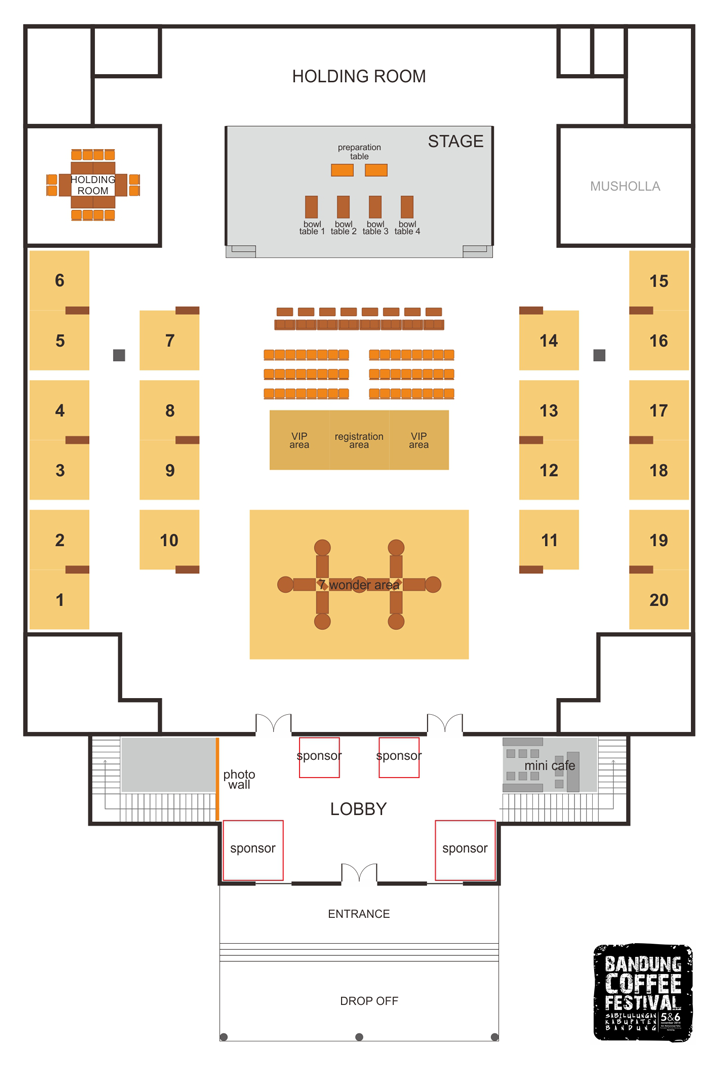 HOLDING ROOM
STAGE
preparation
table
bowl
table 1
bowl
table 2
bowl
table 3
bowl
table 4
HOLDING
ROOM
MUSHOLLA
6
5
4
3
2
1
7
8
9
10
VIP
area
registration
area
VIP
area
7 wonder area
14
13
12
11
15
16
17
18
19
20
sponsor
sponsor
photo
wall
mini cafe
LOBBY
sponsor
sponsor
ENTRANCE
DROP OFF
BANDUNG
COFFEE
FESTIVAL
SABILULUNGAN
KABUPATEN
BANDUNG
5&6